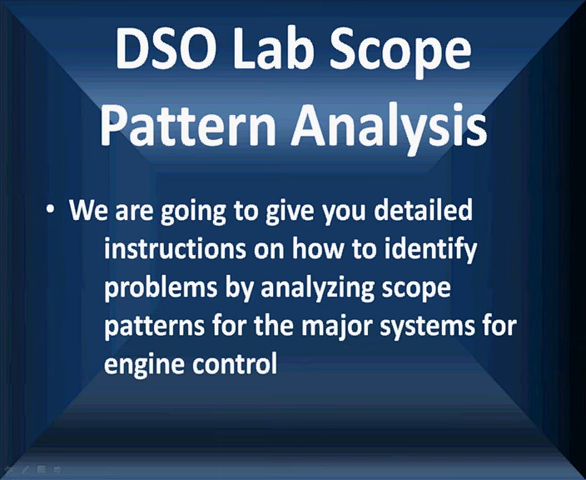 DSO Lab Scope
Pattern Analysis
• We are going to give you detailed
instructions on how to identify
problems by analyzing scope
patterns for the major systems for
engine control